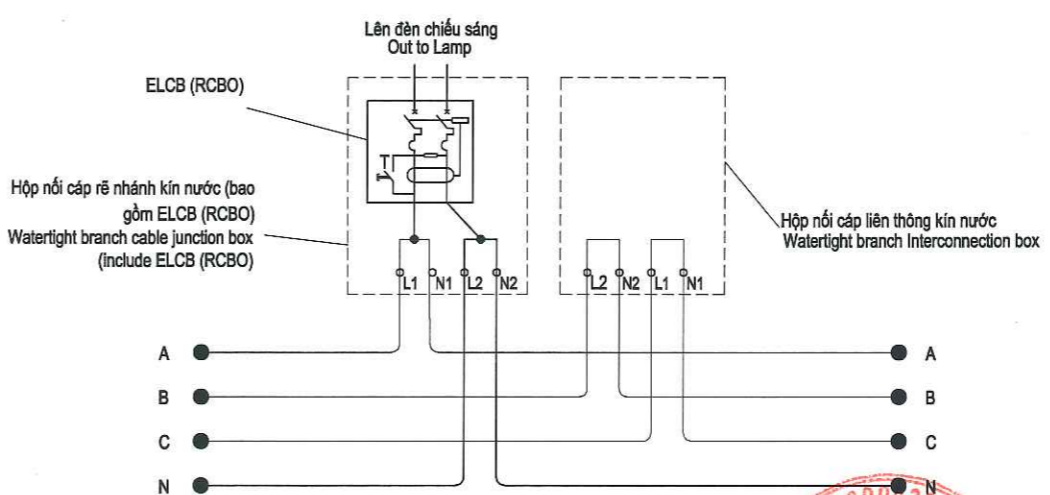 Lên đèn chiếu sáng
Out to Lamp
ELCB (RCBO)
Hộp nối cáp rẽ nhánh kín nước (bao
gồm ELCB (RCBO)
Watertight branch cable junction box
(include ELCB (RCBO)
Hộp nối cáp liên thông kín nước
Watertight branch Interconnection box
L1 N1 L2 N2
L2 N2 L1 N1
A A
B B
C C
N N